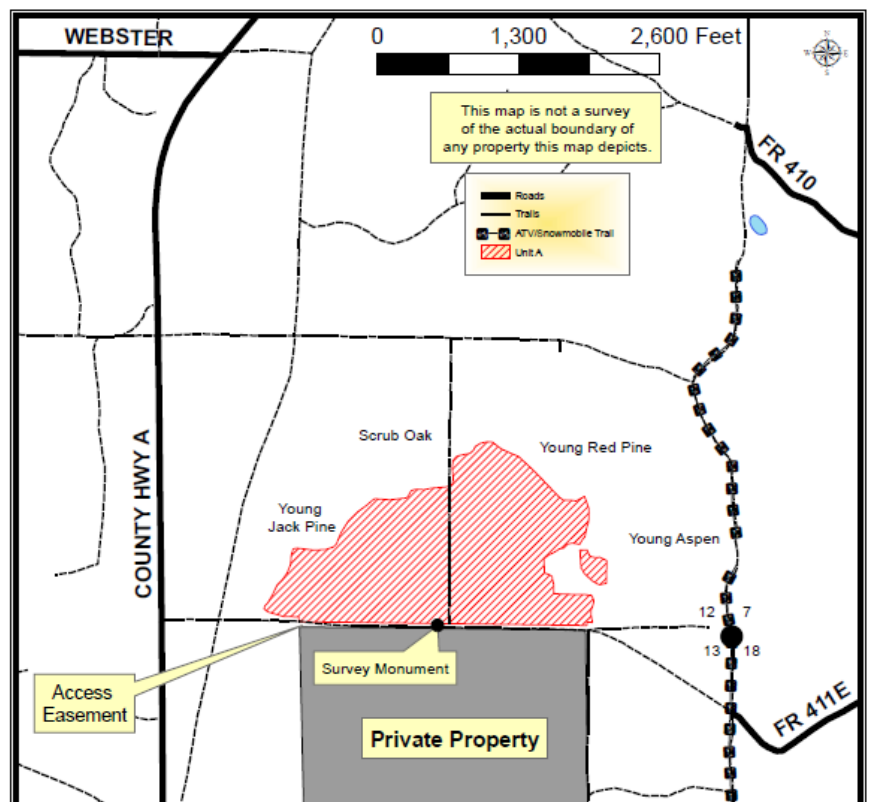 WEBSTER
0 1,300 2,600 Feet
N
W E
S
This map is not a survey
of the actual boundary of
any property this map depicts.
FR 410
Roads
Trails
ATV/Snowmobile Trail
Unit A
COUNTY HWY A
Scrub Oak
Young Red Pine
Young
Jack Pine
Young Aspen
12 7
13 18
Survey Monument
Access
Easement
FR 411E
Private Property